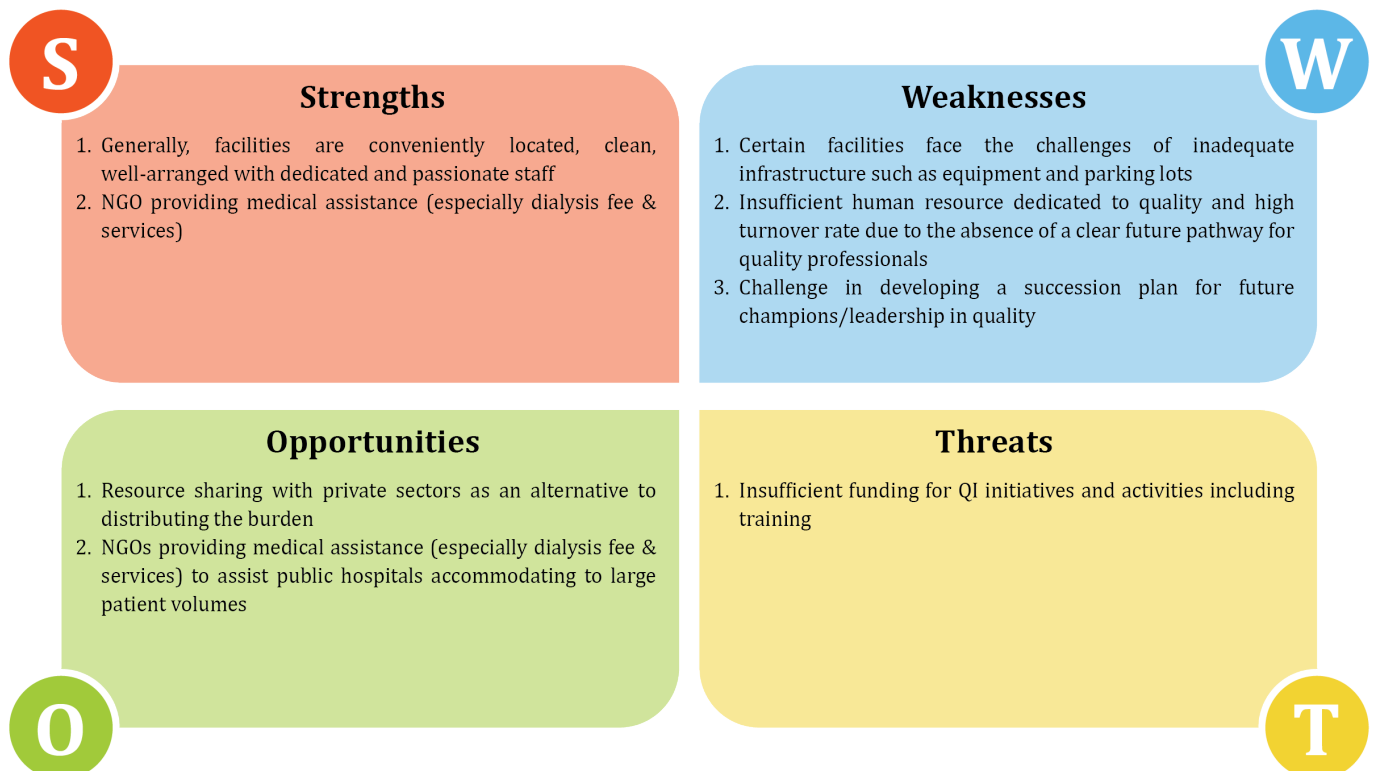 S
W
Strengths
1. Generally, facilities are conveniently located, clean,
well-arranged with dedicated and passionate staff
2. NGO providing medical assistance (especially dialysis fee &
services)
Weaknesses
1. Certain facilities face the challenges of inadequate
infrastructure such as equipment and parking lots
2. Insufficient human resource dedicated to quality and high
turnover rate due to the absence of a clear future pathway for
quality professionals
3. Challenge in developing a succession plan for future
champions/leadership in quality
Opportunities
1. Resource sharing with private sectors as an alternative to
distributing the burden
2. NGOs providing medical assistance (especially dialysis fee &
services) to assist public hospitals accommodating to large
patient volumes
Threats
1. Insufficient funding for QI initiatives and activities including
training
O
T